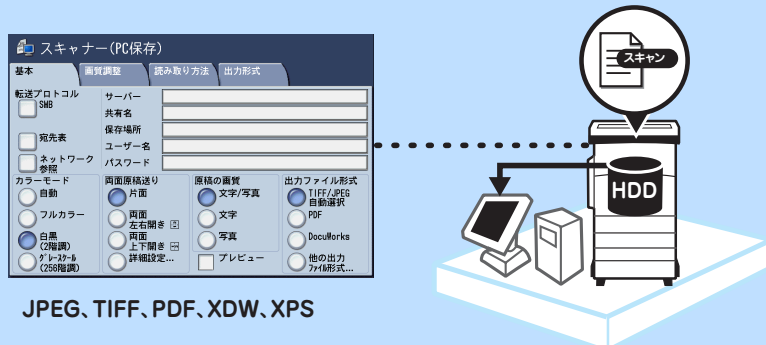 スキャナー(PC保存)
基本 画質調整 読み取り方法 出力形式
転送プロトコル
SMB
宛先表
ネットワーク
参照
サーバー
共有名
保存場所
ユーザー名
パスワード
カラーモード
自動
フルカラー
白黒
(2階調)
グレースケール
(256階調)
両面原稿送り
片面
両面
左右開き
両面
上下開き
詳細設定...
原稿の画質
文字/写真
文字
写真
プレビュー
出力ファイル形式
TIFF/JPEG
自動選択
PDF
DocuWorks
他の出力
ファイル形式...
スキャン
HDD
JPEG、TIFF、PDF、XDW、XPS